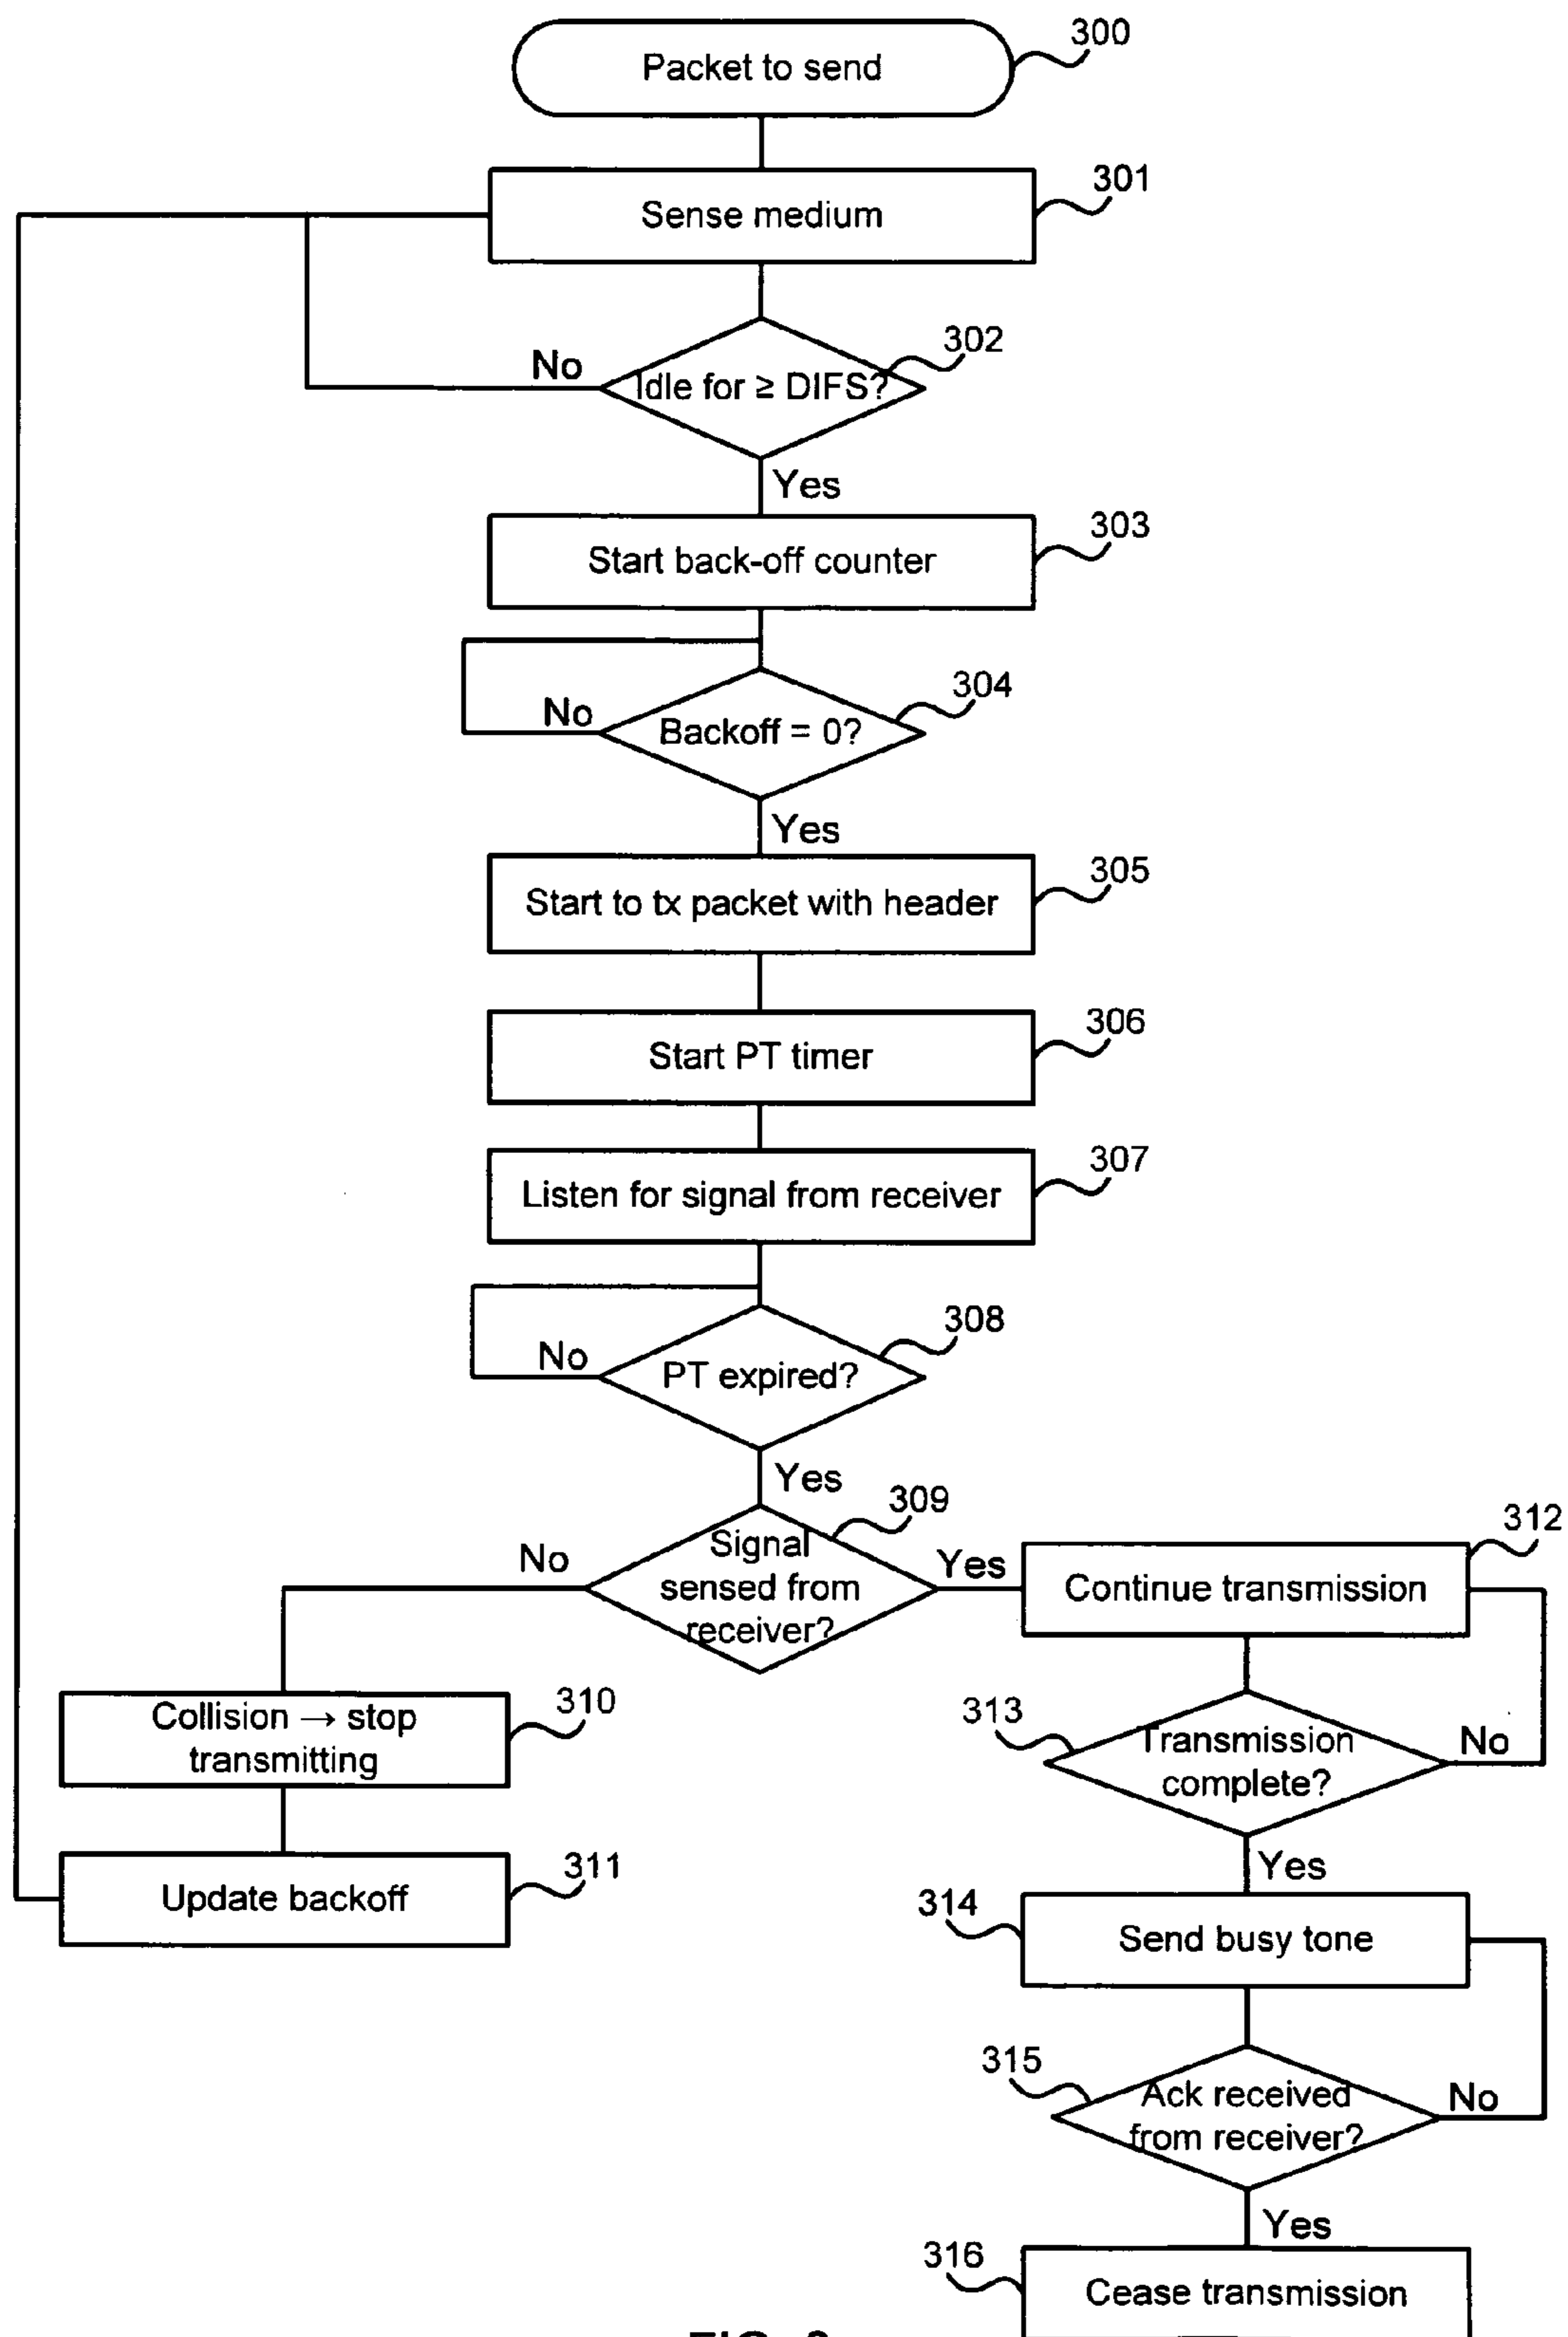 Packet to send
300
Sense medium
301
Idle for ≥ DIFS?
302
No
Yes
Start back-off counter
303
Backoff = 0?
304
No
Yes
Start to tx packet with header
305
Start PT timer
306
Listen for signal from receiver
307
PT expired?
308
No
Yes
Signal
sensed from
receiver?
309
No
Yes
Continue transmission
312
Collision → stop
transmitting
310
Transmission
complete?
313
No
Yes
Update backoff
311
Send busy tone
314
Ack received
from receiver?
315
No
Yes
Cease transmission
316